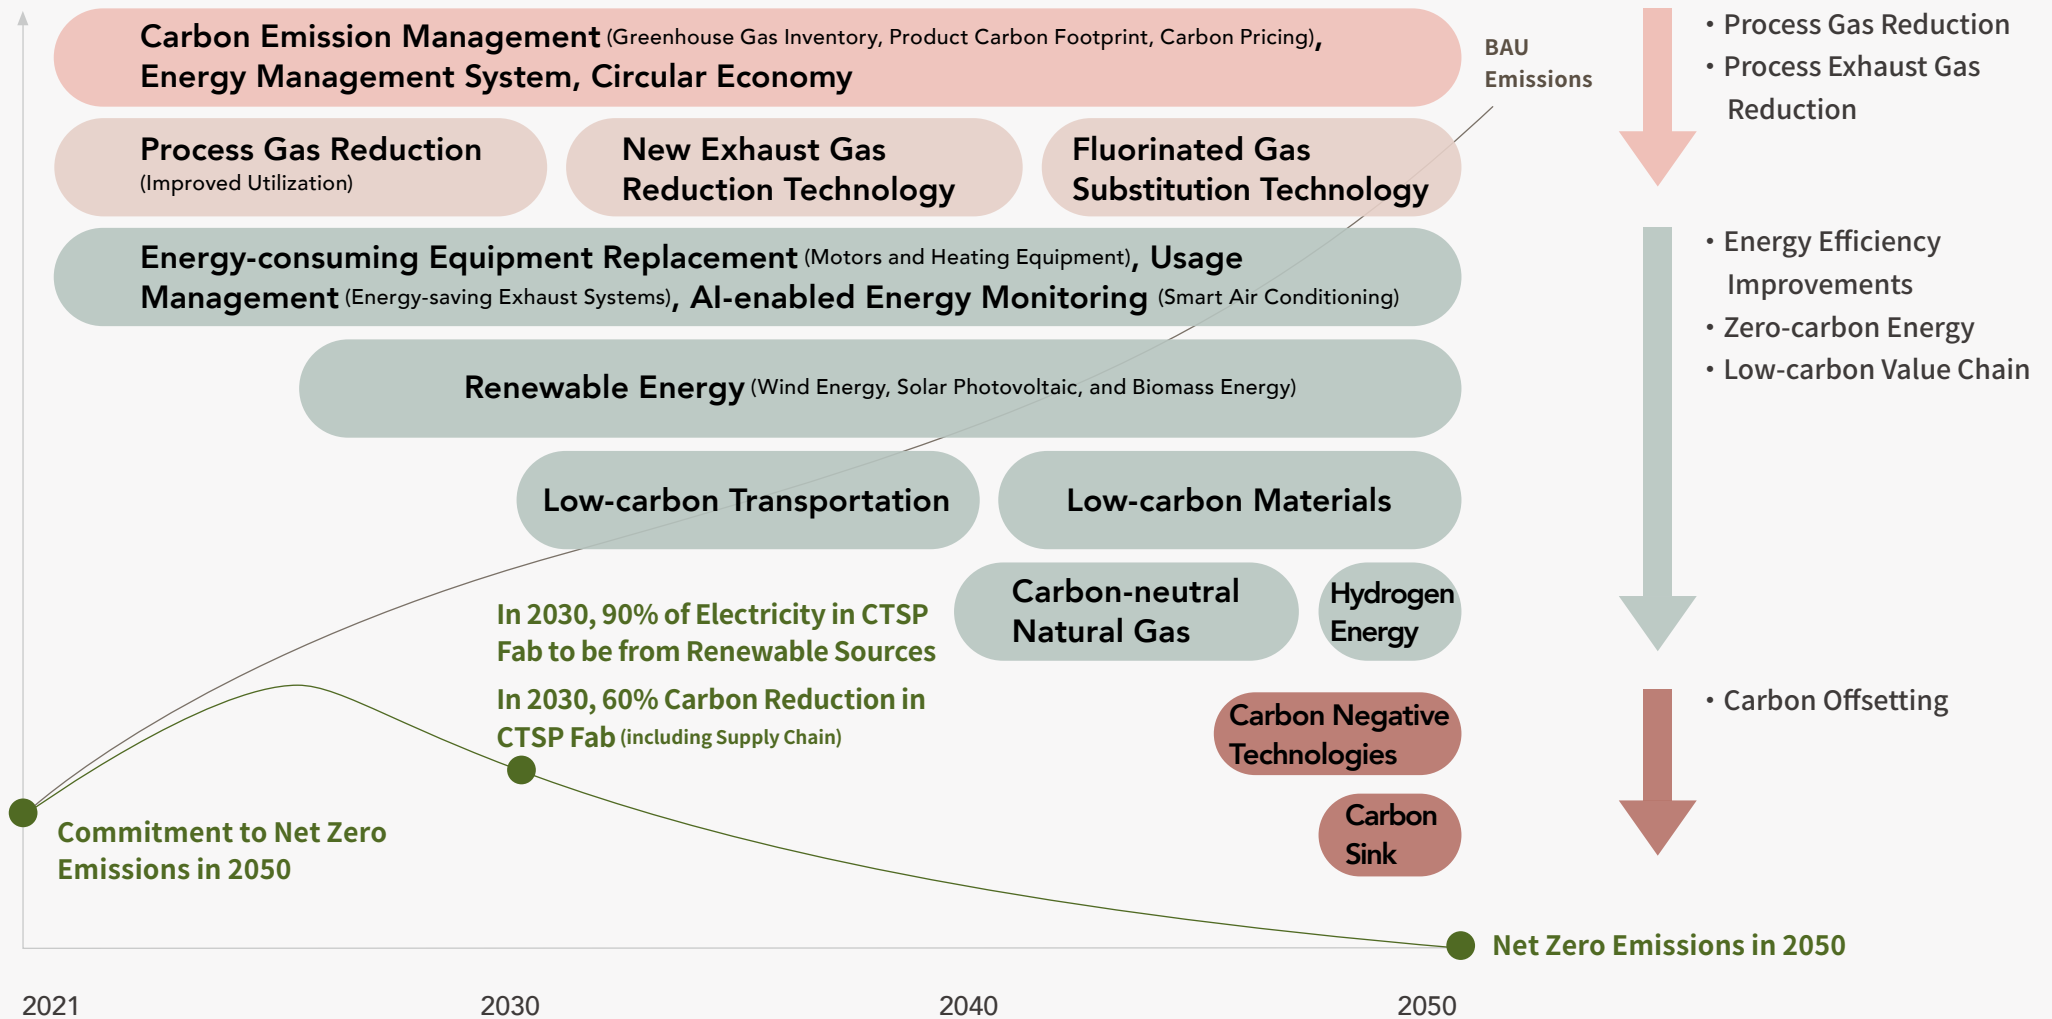 Carbon Emission Management (Greenhouse Gas Inventory, Product Carbon Footprint, Carbon Pricing),
Energy Management System, Circular Economy
BAU
Emissions
Process Gas Reduction
(Improved Utilization)
New Exhaust Gas
Reduction Technology
Fluorinated Gas
Substitution Technology
Energy-consuming Equipment Replacement (Motors and Heating Equipment), Usage
Management (Energy-saving Exhaust Systems), AI-enabled Energy Monitoring (Smart Air Conditioning)
Renewable Energy (Wind Energy, Solar Photovoltaic, and Biomass Energy)
Low-carbon Transportation
Low-carbon Materials
Carbon-neutral
Natural Gas
Hydrogen
Energy
In 2030, 90% of Electricity in CTSP
Fab to be from Renewable Sources
In 2030, 60% Carbon Reduction in
CTSP Fab (including Supply Chain)
Carbon Negative
Technologies
Carbon
Sink
Commitment to Net Zero
Emissions in 2050
Net Zero Emissions in 2050
2021
2030
2040
2050
・Process Gas Reduction
・Process Exhaust Gas
Reduction
・Energy Efficiency
Improvements
・Zero-carbon Energy
・Low-carbon Value Chain
・Carbon Offsetting